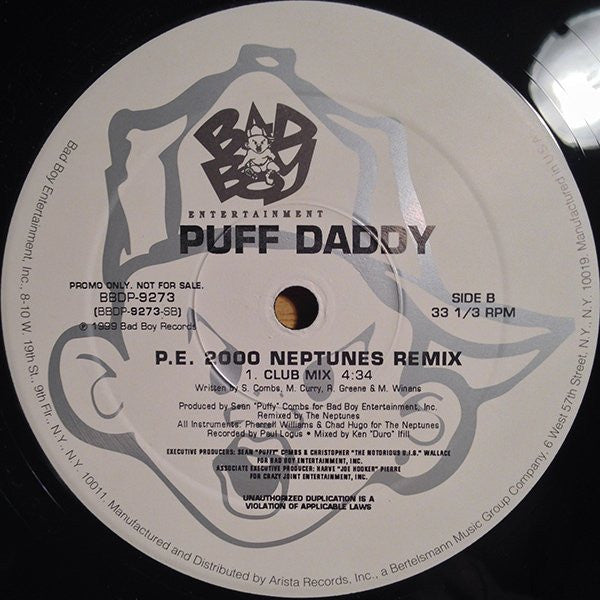 BAD
BOY
ENTERTAINMENT
PUFF DADDY
PROMO ONLY. NOT FOR SALE.
BBDP-9273
(BBDP-9273-SB)
℗ 1999 Bad Boy Records
SIDE B
33 1/3 RPM
P.E. 2000 NEPTUNES REMIX
1. CLUB MIX 4:34
Written by S. Combs, M. Curry, R. Greene & M. Winans
Produced by Sean "Puffy" Combs for Bad Boy Entertainment, Inc.
Remixed by The Neptunes
All Instruments: Pharrell Williams & Chad Hugo for The Neptunes
Recorded by Paul Logus • Mixed by Ken "Duro" Ifill
EXECUTIVE PRODUCERS: SEAN "PUFFY" COMBS & CHRISTOPHER "THE NOTORIOUS B.I.G." WALLACE
FOR BAD BOY ENTERTAINMENT, INC.
ASSOCIATE EXECUTIVE PRODUCER: HARVE "JOE HOOKER" PIERRE
FOR CRAZY JOINT ENTERTAINMENT, INC.
UNAUTHORIZED DUPLICATION IS A
VIOLATION OF APPLICABLE LAWS
Bad Boy Entertainment, Inc., 8-10 W. 19th St., 9th Flr., N.Y., N.Y. 10011. Manufactured and Distributed by Arista Records, Inc., a Bertelsmann Music Group Company, 6 West 57th Street, N.Y., N.Y. 10019 Manufactured in U.S.A.